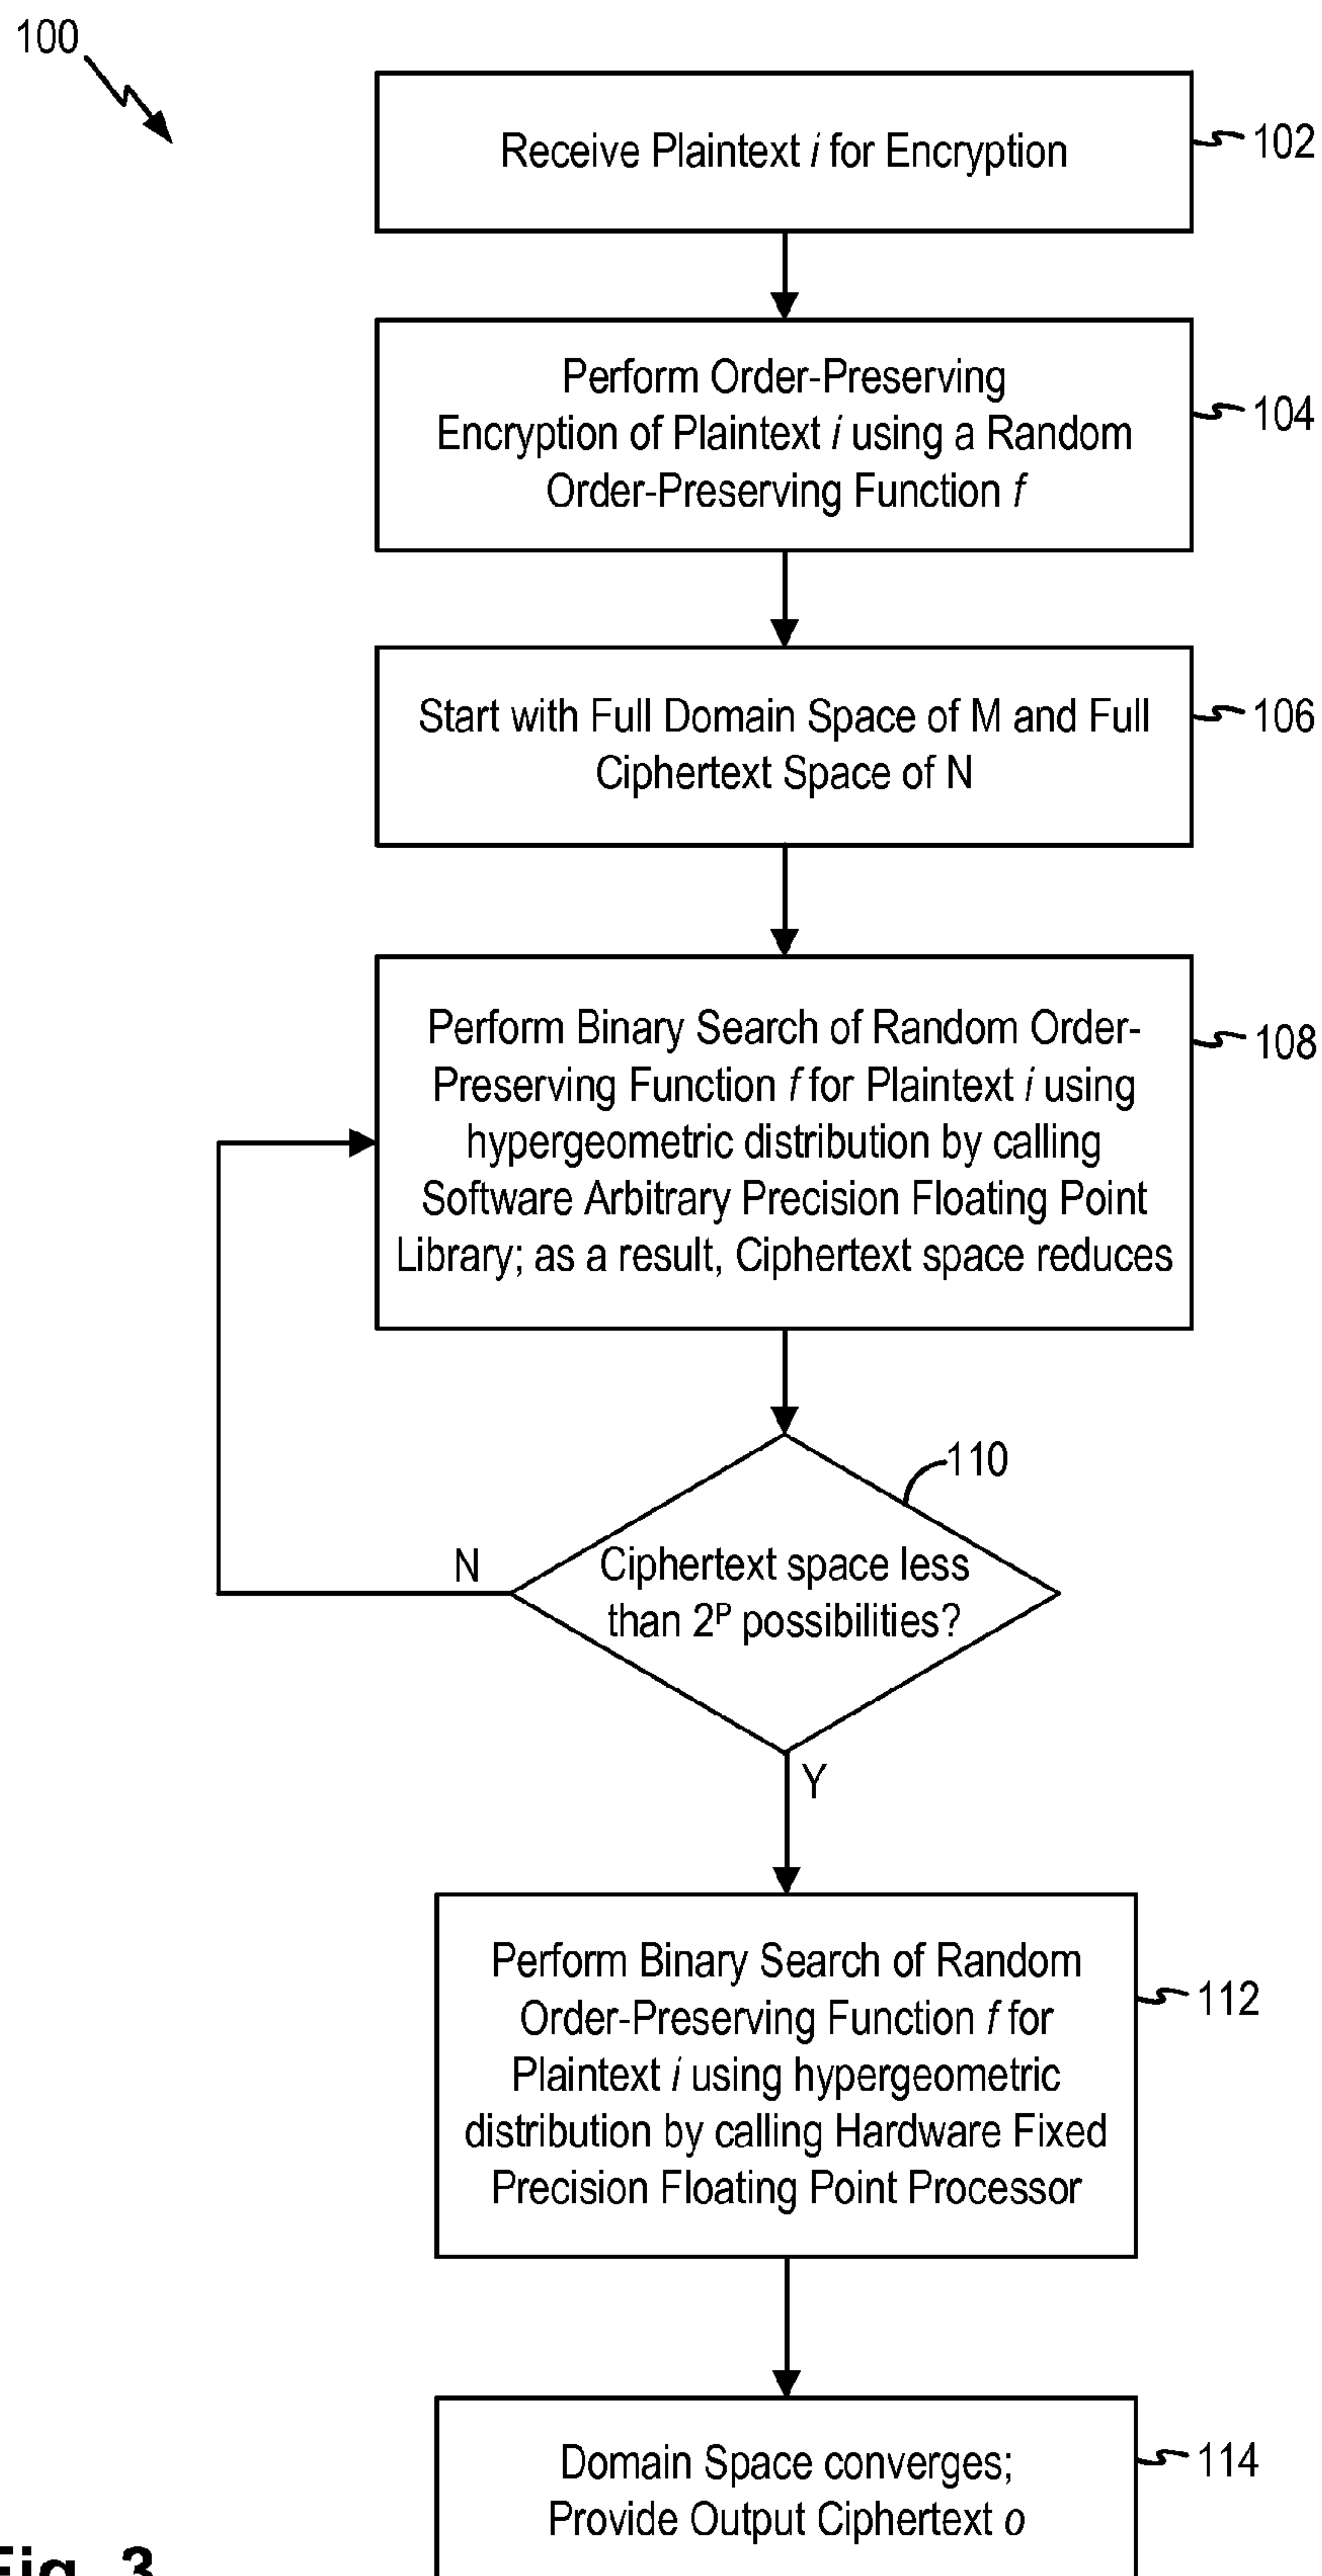 100
Receive Plaintext i for Encryption
102
Perform Order-Preserving
Encryption of Plaintext i using a Random
Order-Preserving Function f
104
Start with Full Domain Space of M and Full
Ciphertext Space of N
106
Perform Binary Search of Random Order-
Preserving Function f for Plaintext i using
hypergeometric distribution by calling
Software Arbitrary Precision Floating Point
Library; as a result, Ciphertext space reduces
108
110
Ciphertext space less
than 2ᴾ possibilities?
N
Y
Perform Binary Search of Random
Order-Preserving Function f for
Plaintext i using hypergeometric
distribution by calling Hardware Fixed
Precision Floating Point Processor
112
Domain Space converges;
Provide Output Ciphertext o
114
Fig. 3